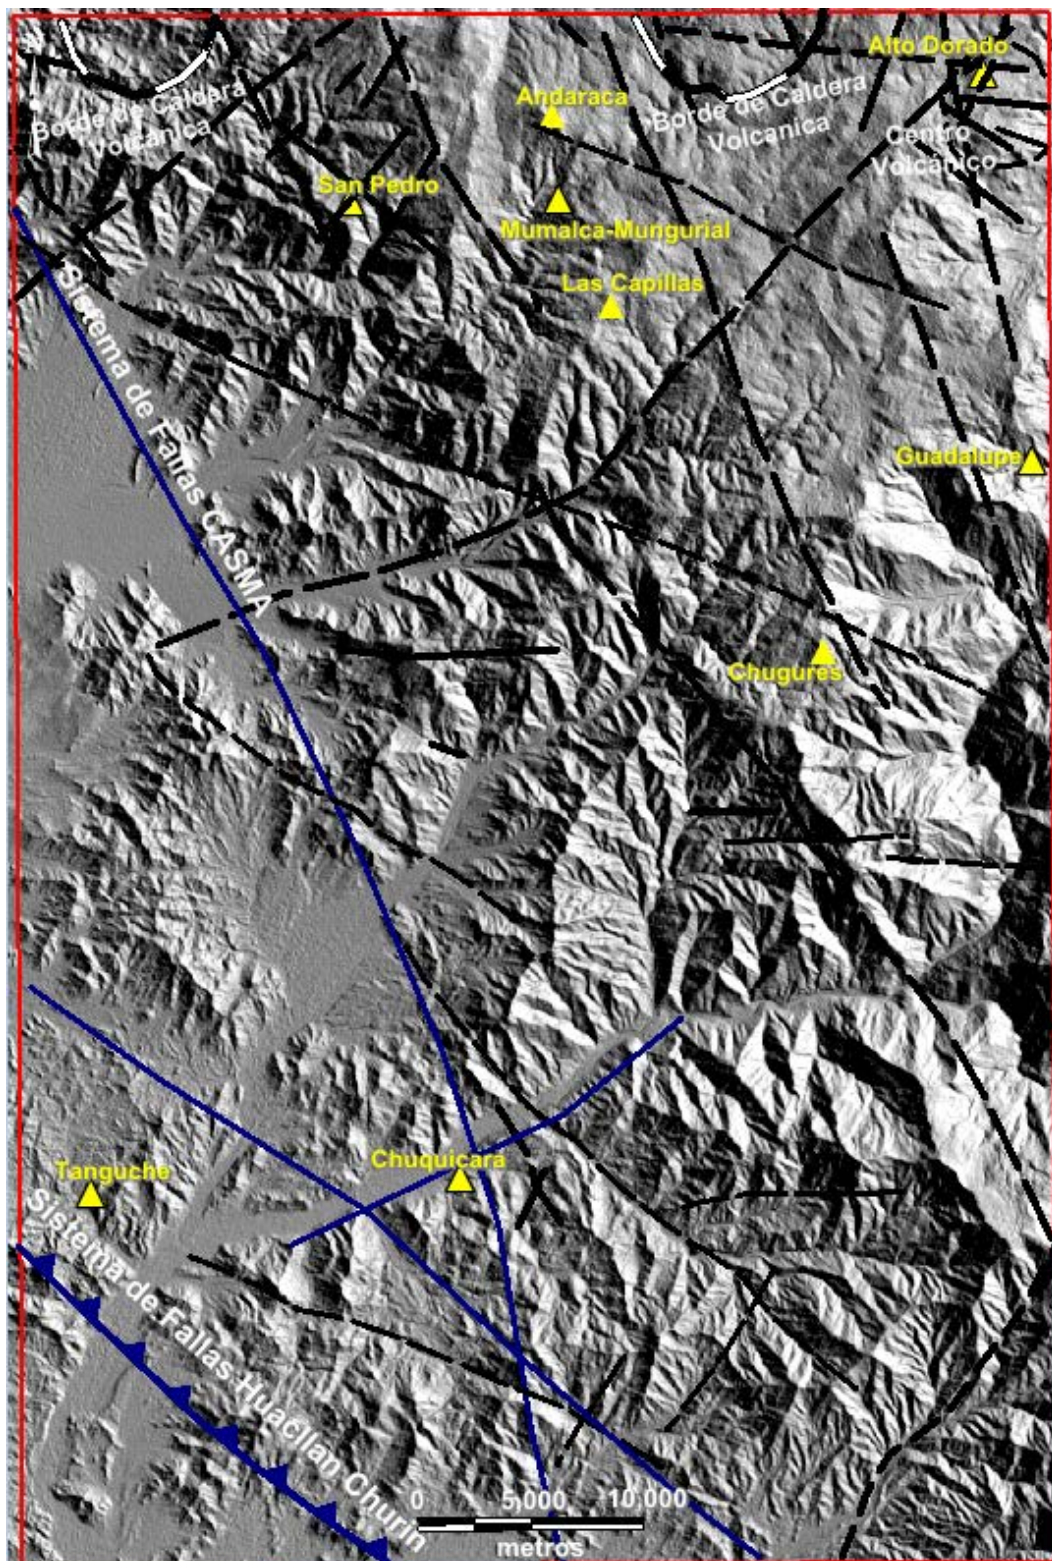 Alto Dorado
Andaraca
Borde de Caldera
Volcanica
Borde de Caldera
Volcanica
Centro
Volcánico
San Pedro
Mumalca-Mungurial
Las Capillas
Sistema de Fallas CASMA
Guadalupe
Chugures
Chuquicara
Tanguche
Sistema de Fallas Huacllan Churin
0 5,000 10,000
metros